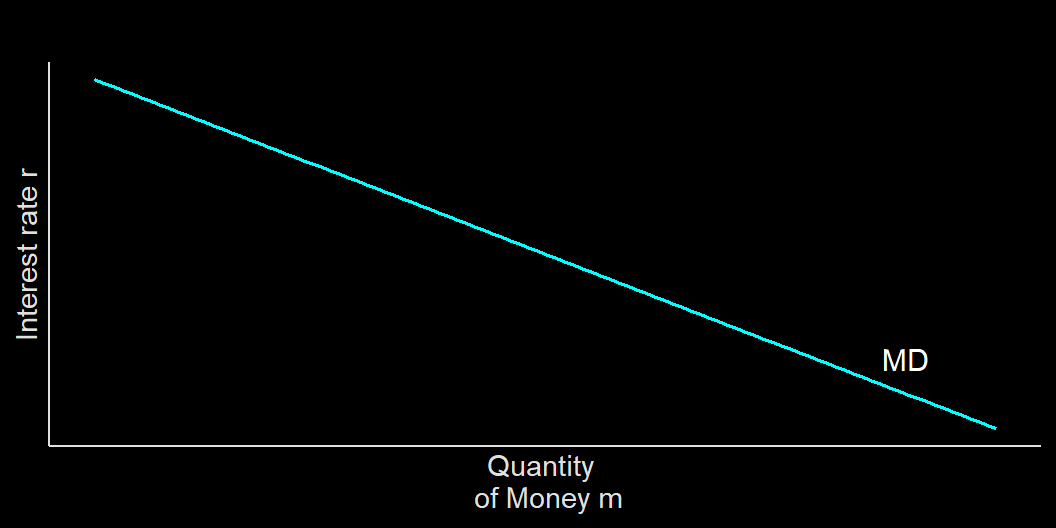 Interest rate r
MD
Quantity
of Money m